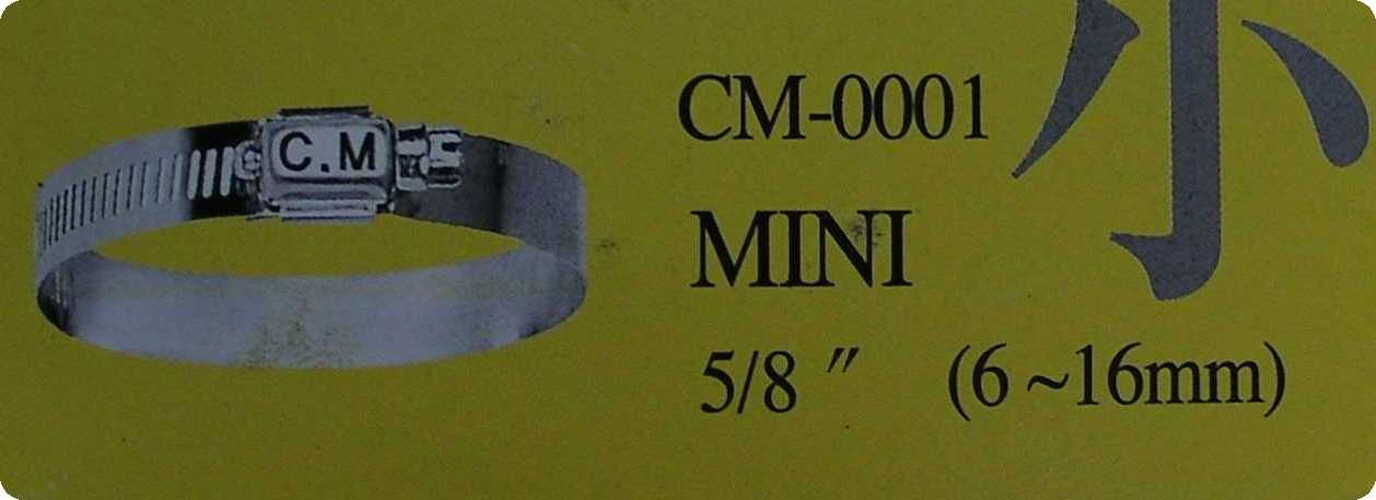 小
C.M
CM-0001
MINI
5/8 " (6~16mm)